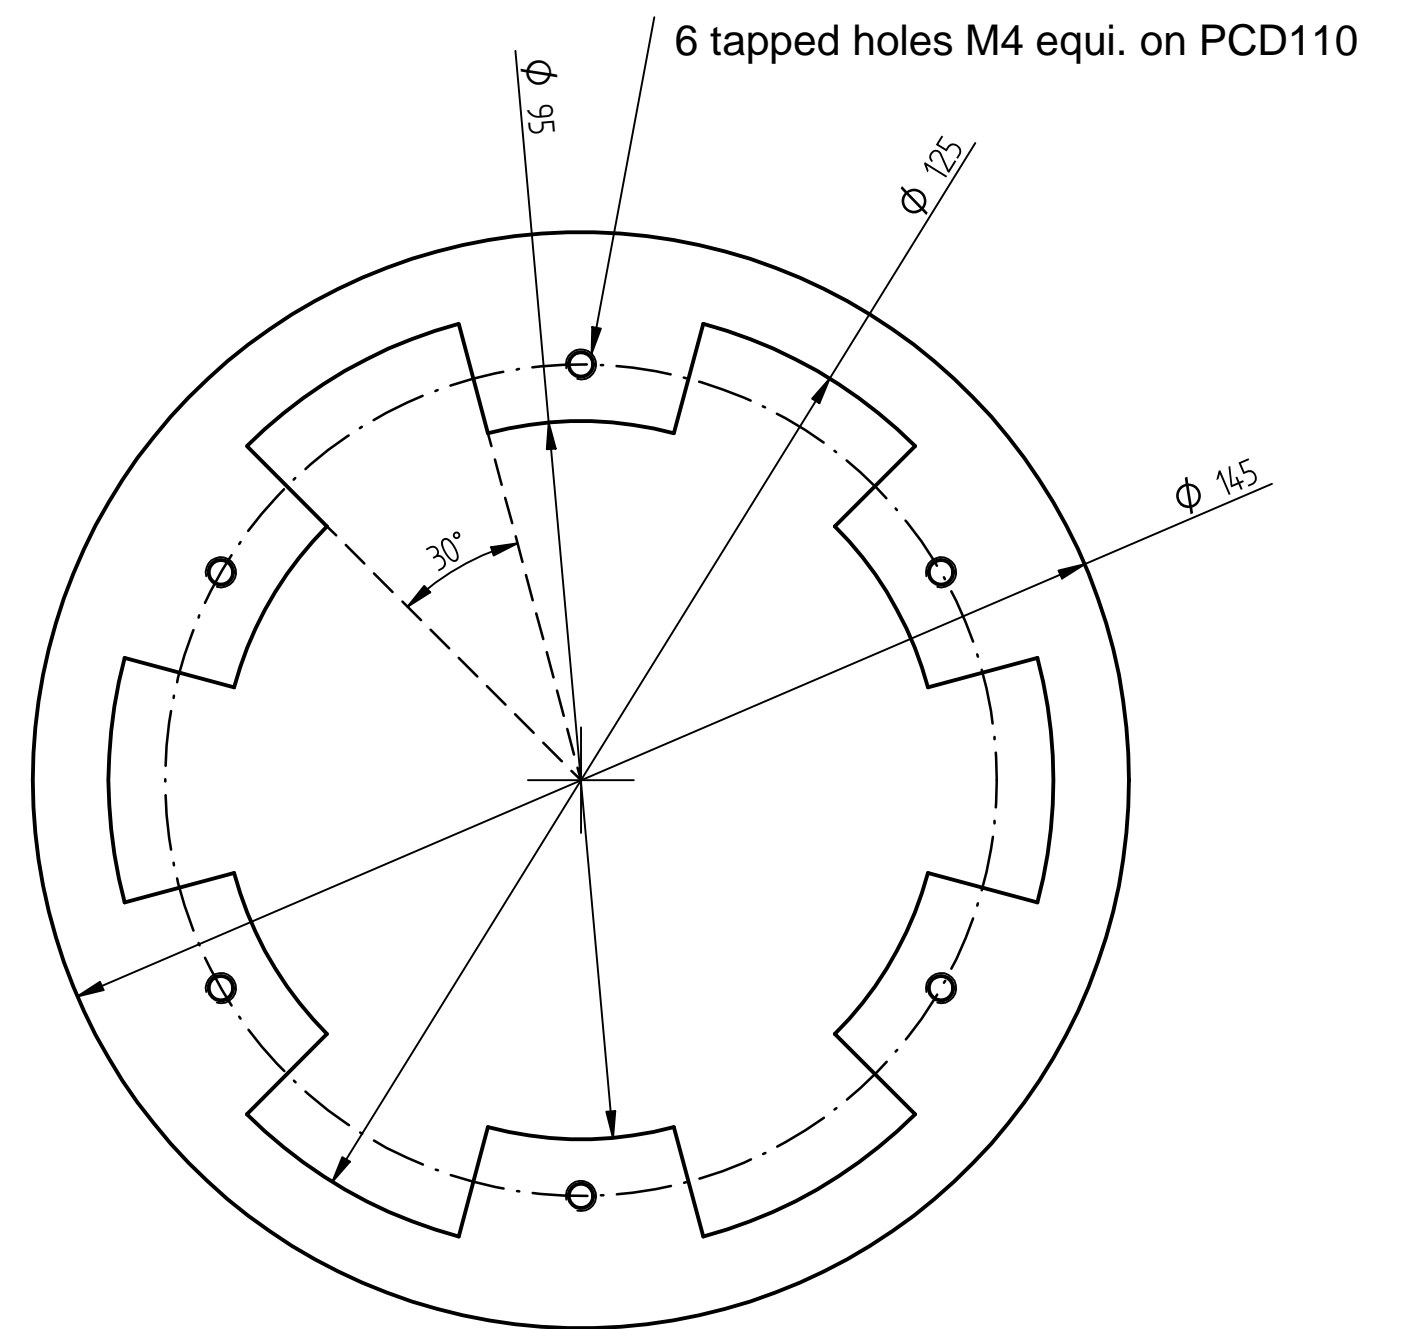 6 tapped holes M4 equi. on PCD110
ϕ 95
ϕ 125
ϕ 145
30°